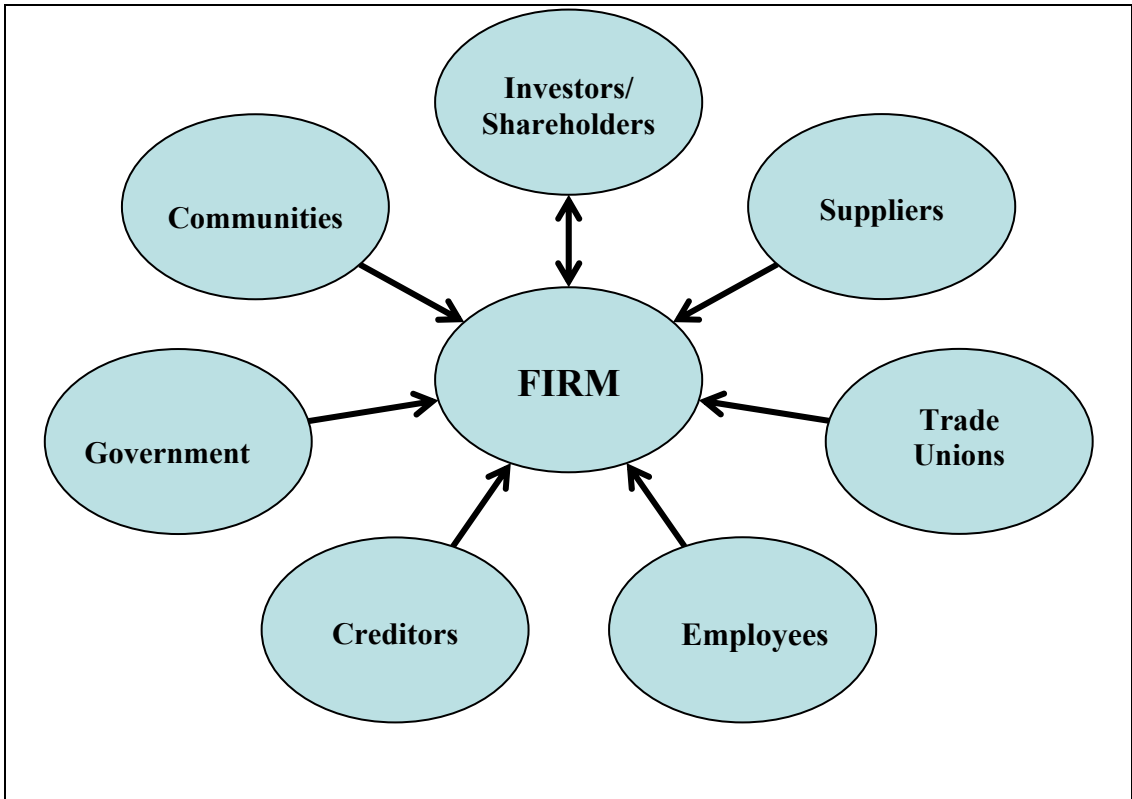 Investors/
Shareholders
Communities
Suppliers
FIRM
Trade
Unions
Government
Creditors
Employees